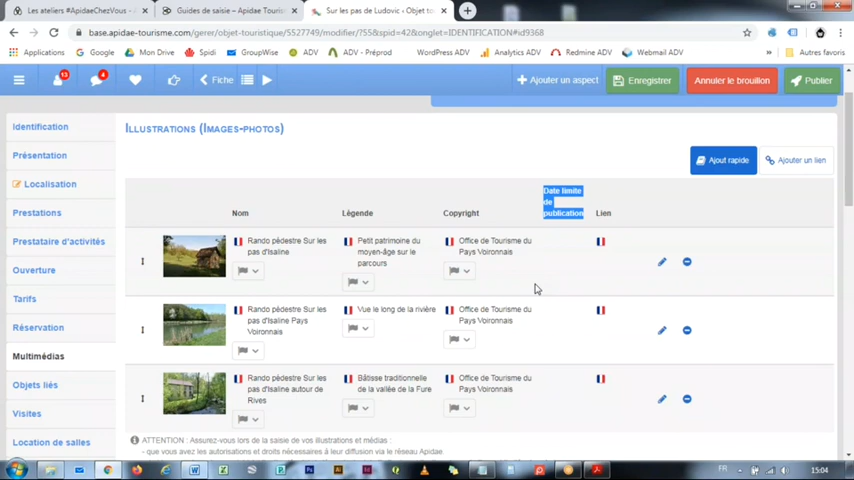 Les ateliers #ApidaeChezVous - A
Guides de saisie – Apidae Touris
Sur les pas de Ludovic ‹ Objet to
base.apidae-tourisme.com/gerer/objet-touristique/5527749/modifier/?55&spid=42&onglet=IDENTIFICATION#id9368
Applications
Google
Mon Drive
Spidi
GroupWise
ADV
ADV - Préprod
WordPress ADV
Analytics ADV
Redmine ADV
Webmail ADV
Autres favoris
13
4
Fiche
Ajouter un aspect
Enregistrer
Annuler le brouillon
Publier
Identification
Présentation
Localisation
Prestations
Prestataire d'activités
Ouverture
Tarifs
Réservation
Multimédias
Objets liés
Visites
Location de salles
ILLUSTRATIONS (IMAGES-PHOTOS)
Ajout rapide
Ajouter un lien
Nom
Légende
Copyright
Date limite
de
publication
Lien
Rando pédestre Sur les
pas d'Isaline
Petit patrimoine du
moyen-âge sur le
parcours
Office de Tourisme du
Pays Voironnais
Rando pédestre Sur les
pas d'Isaline Pays
Voironnais
Vue le long de la rivière
Office de Tourisme du
Pays Voironnais
Rando pédestre Sur les
pas d'Isaline autour de
Rives
Bâtisse traditionnelle
de la vallée de la Fure
Office de Tourisme du
Pays Voironnais
ATTENTION : Assurez-vous lors de la saisie de vos illustrations et médias :
- que vous avez les autorisations et droits nécessaires à leur diffusion via le réseau Apidae.
FR
15:04